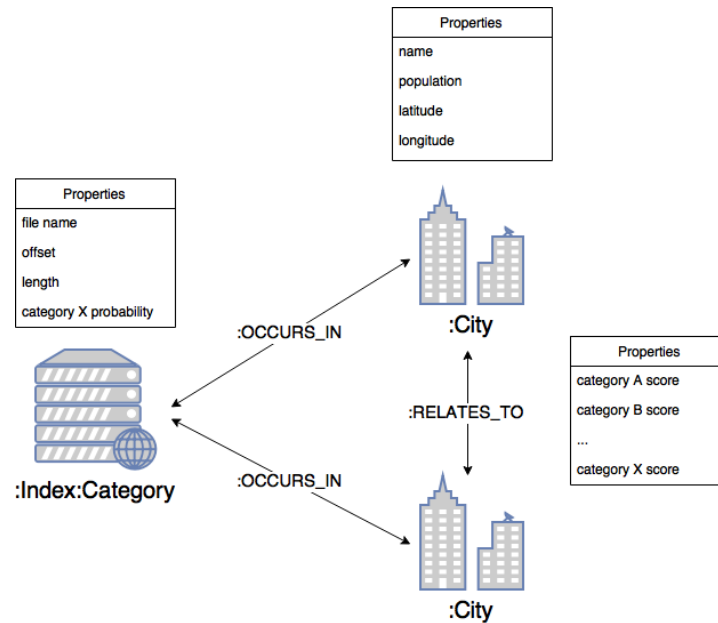 Properties
name
population
latitude
longitude
Properties
file name
offset
length
category X probability
:City
:OCCURS_IN
Properties
category A score
category B score
...
category X score
:RELATES_TO
:Index:Category
:OCCURS_IN
:City